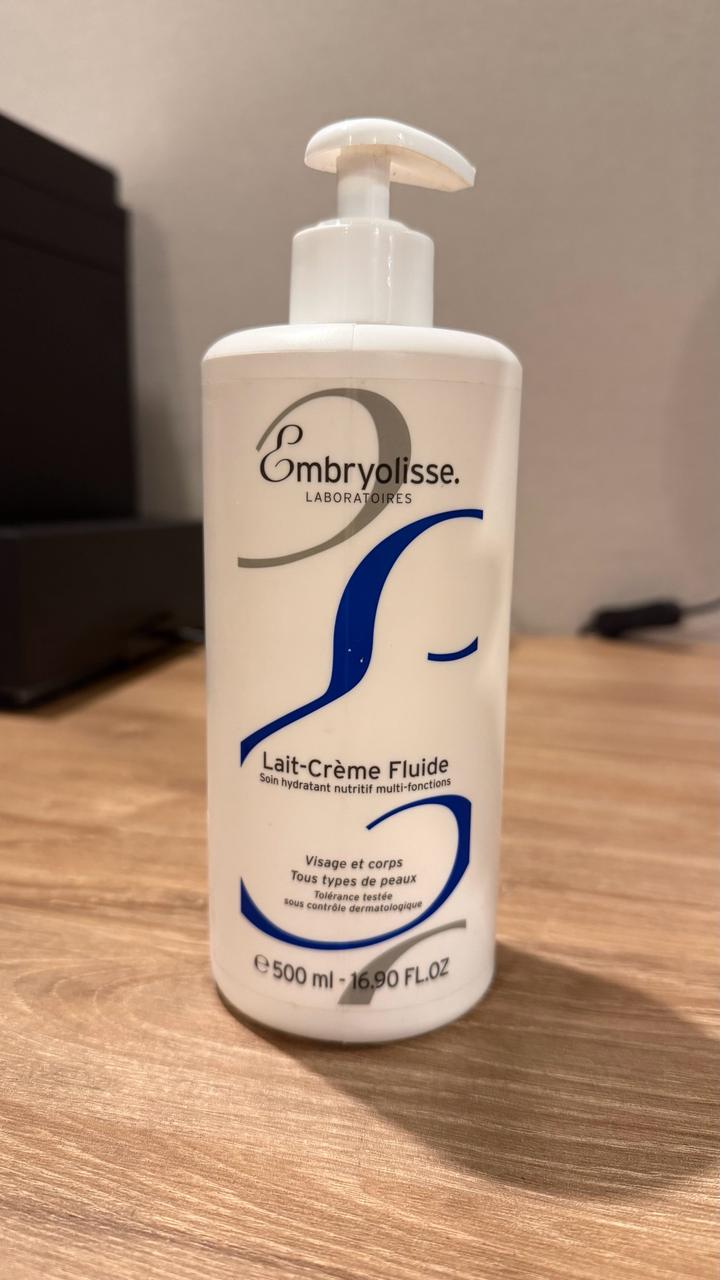 Embryolisse.
LABORATOIRES
Lait-Crème Fluide
Soin hydratant nutritif multi-fonctions
Visage et corps
Tous types de peaux
Tolérance testée
sous contrôle dermatologique
℮ 500 ml - 16.90 FL.OZ